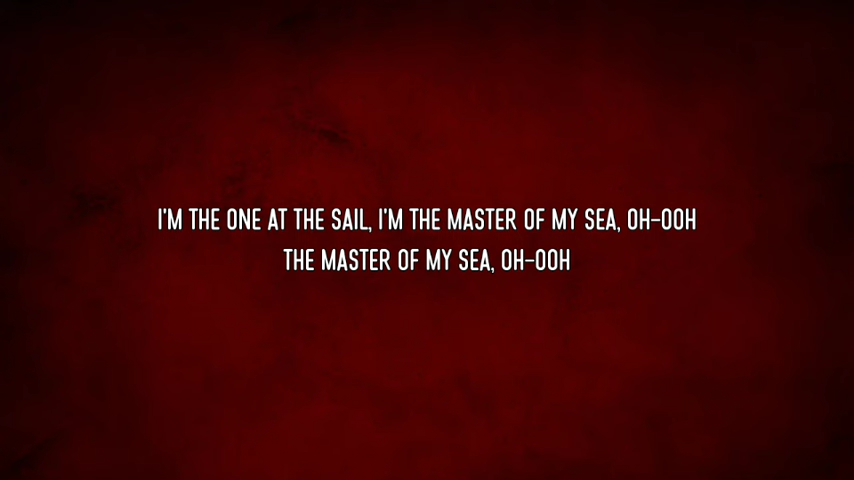 I'M THE ONE AT THE SAIL, I'M THE MASTER OF MY SEA, OH-OOH
THE MASTER OF MY SEA, OH-OOH